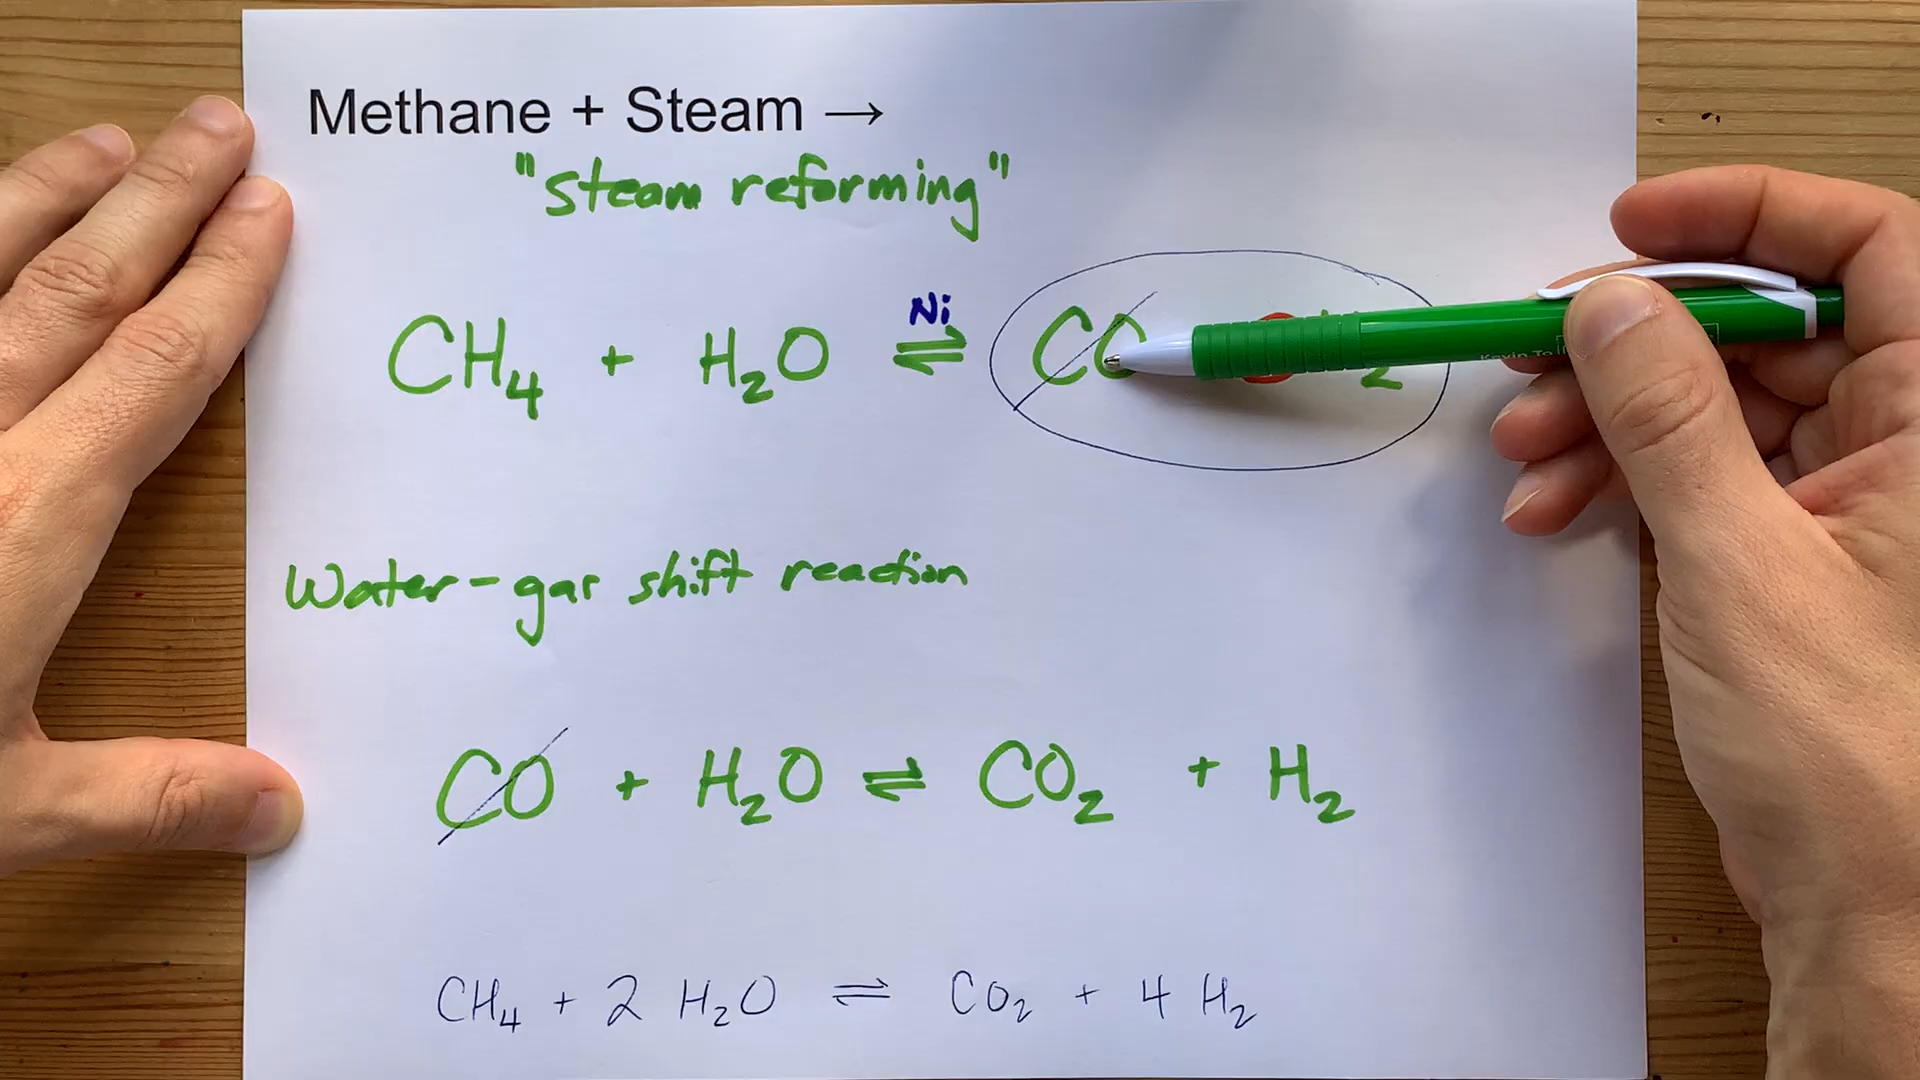 Methane + Steam →
"Steam reforming"
Ni
CH₄ + H₂O ⇌ CO ₂
Water-gas shift reaction
CO + H₂O ⇌ CO₂ + H₂
CH₄ + 2 H₂O ⇌ CO₂ + 4 H₂